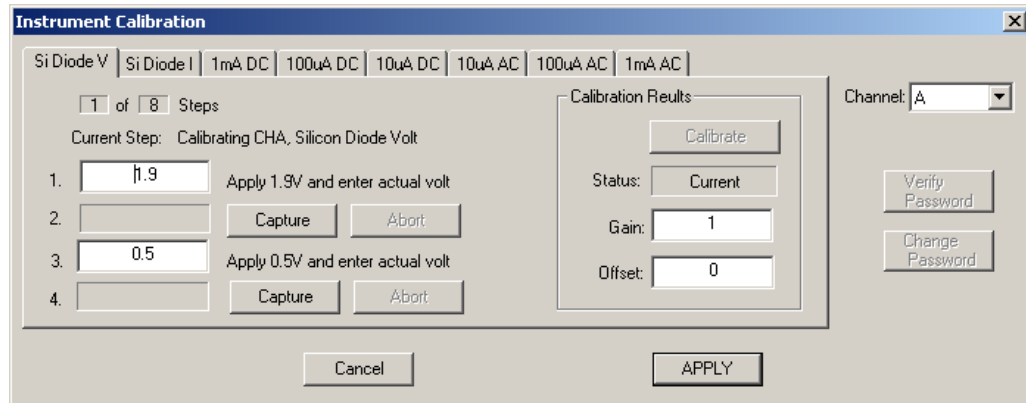 Instrument Calibration
Si Diode V Si Diode I 1mA DC 100uA DC 10uA DC 10uA AC 100uA AC 1mA AC
1 of 8 Steps
Current Step: Calibrating CHA, Silicon Diode Volt
1. 1.9 Apply 1.9V and enter actual volt
2. Capture Abort
3. 0.5 Apply 0.5V and enter actual volt
4. Capture Abort
Calibration Reults
Calibrate
Status: Current
Gain: 1
Offset: 0
Channel: A
Verify
Password
Change
Password
Cancel APPLY